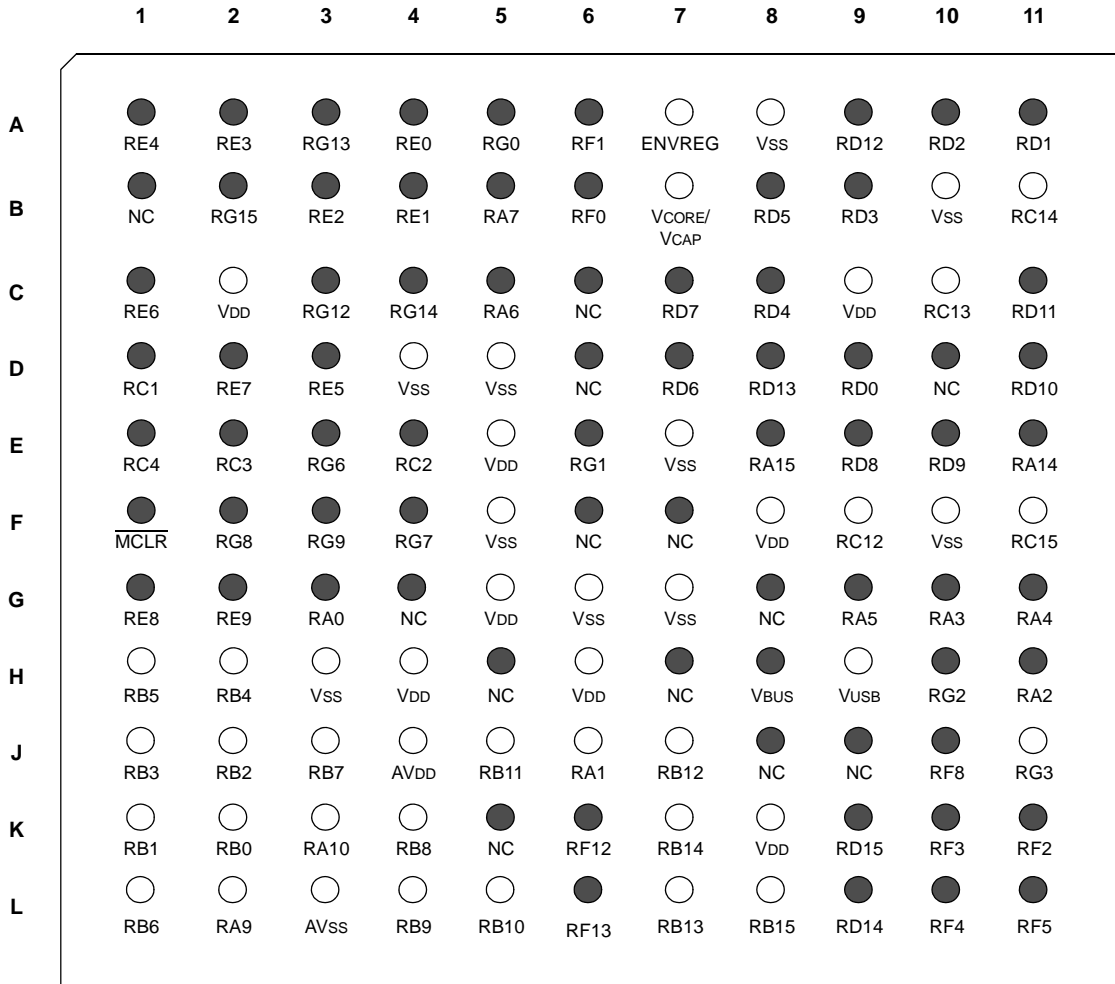 1 2 3 4 5 6 7 8 9 10 11
A
RE4 RE3 RG13 RE0 RG0 RF1 ENVREG VSS RD12 RD2 RD1
B
NC RG15 RE2 RE1 RA7 RF0 VCORE/ RD5 RD3 VSS RC14
VCAP
C
RE6 VDD RG12 RG14 RA6 NC RD7 RD4 VDD RC13 RD11
D
RC1 RE7 RE5 VSS VSS NC RD6 RD13 RD0 NC RD10
E
RC4 RC3 RG6 RC2 VDD RG1 VSS RA15 RD8 RD9 RA14
F
MCLR RG8 RG9 RG7 VSS NC NC VDD RC12 VSS RC15
G
RE8 RE9 RA0 NC VDD VSS VSS NC RA5 RA3 RA4
H
RB5 RB4 VSS VDD NC VDD NC VBUS VUSB RG2 RA2
J
RB3 RB2 RB7 AVDD RB11 RA1 RB12 NC NC RF8 RG3
K
RB1 RB0 RA10 RB8 NC RF12 RB14 VDD RD15 RF3 RF2
L
RB6 RA9 AVSS RB9 RB10 RF13 RB13 RB15 RD14 RF4 RF5